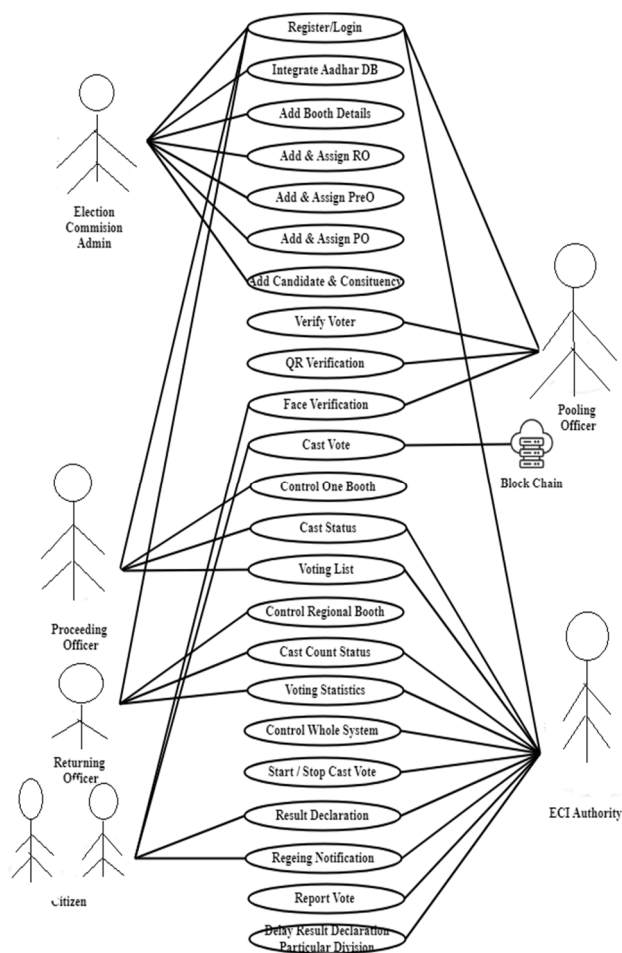 Register/Login
Integrate Aadhar DB
Add Booth Details
Add & Assign RO
Add & Assign PreO
Add & Assign PO
Add Candidate & Consituency
Verify Voter
QR Verification
Face Verification
Cast Vote
Control One Booth
Cast Status
Voting List
Control Regional Booth
Cast Count Status
Voting Statistics
Control Whole System
Start / Stop Cast Vote
Result Declaration
Regeing Notification
Report Vote
Delay Result Declaration
Particular Division
Election
Commision
Admin
Proceeding
Officer
Returning
Officer
Citizen
Pooling
Officer
Block Chain
ECI Authority